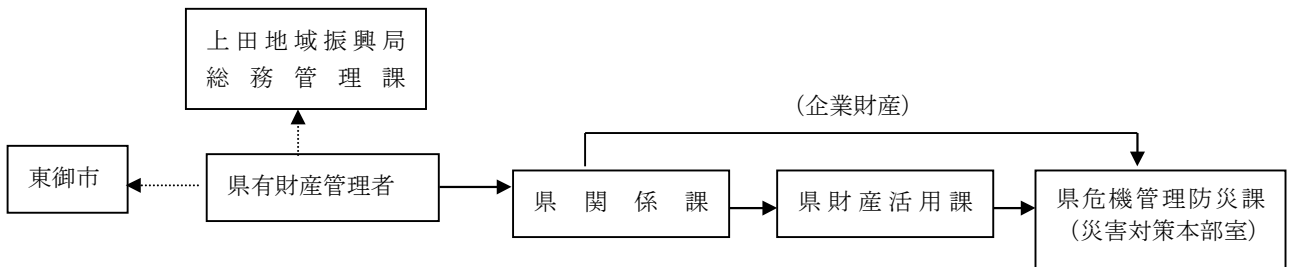 上田地域振興局
総務管理課
(企業財産)
東御市
県有財産管理者
県関係課
県財産活用課
県危機管理防災課
(災害対策本部室)